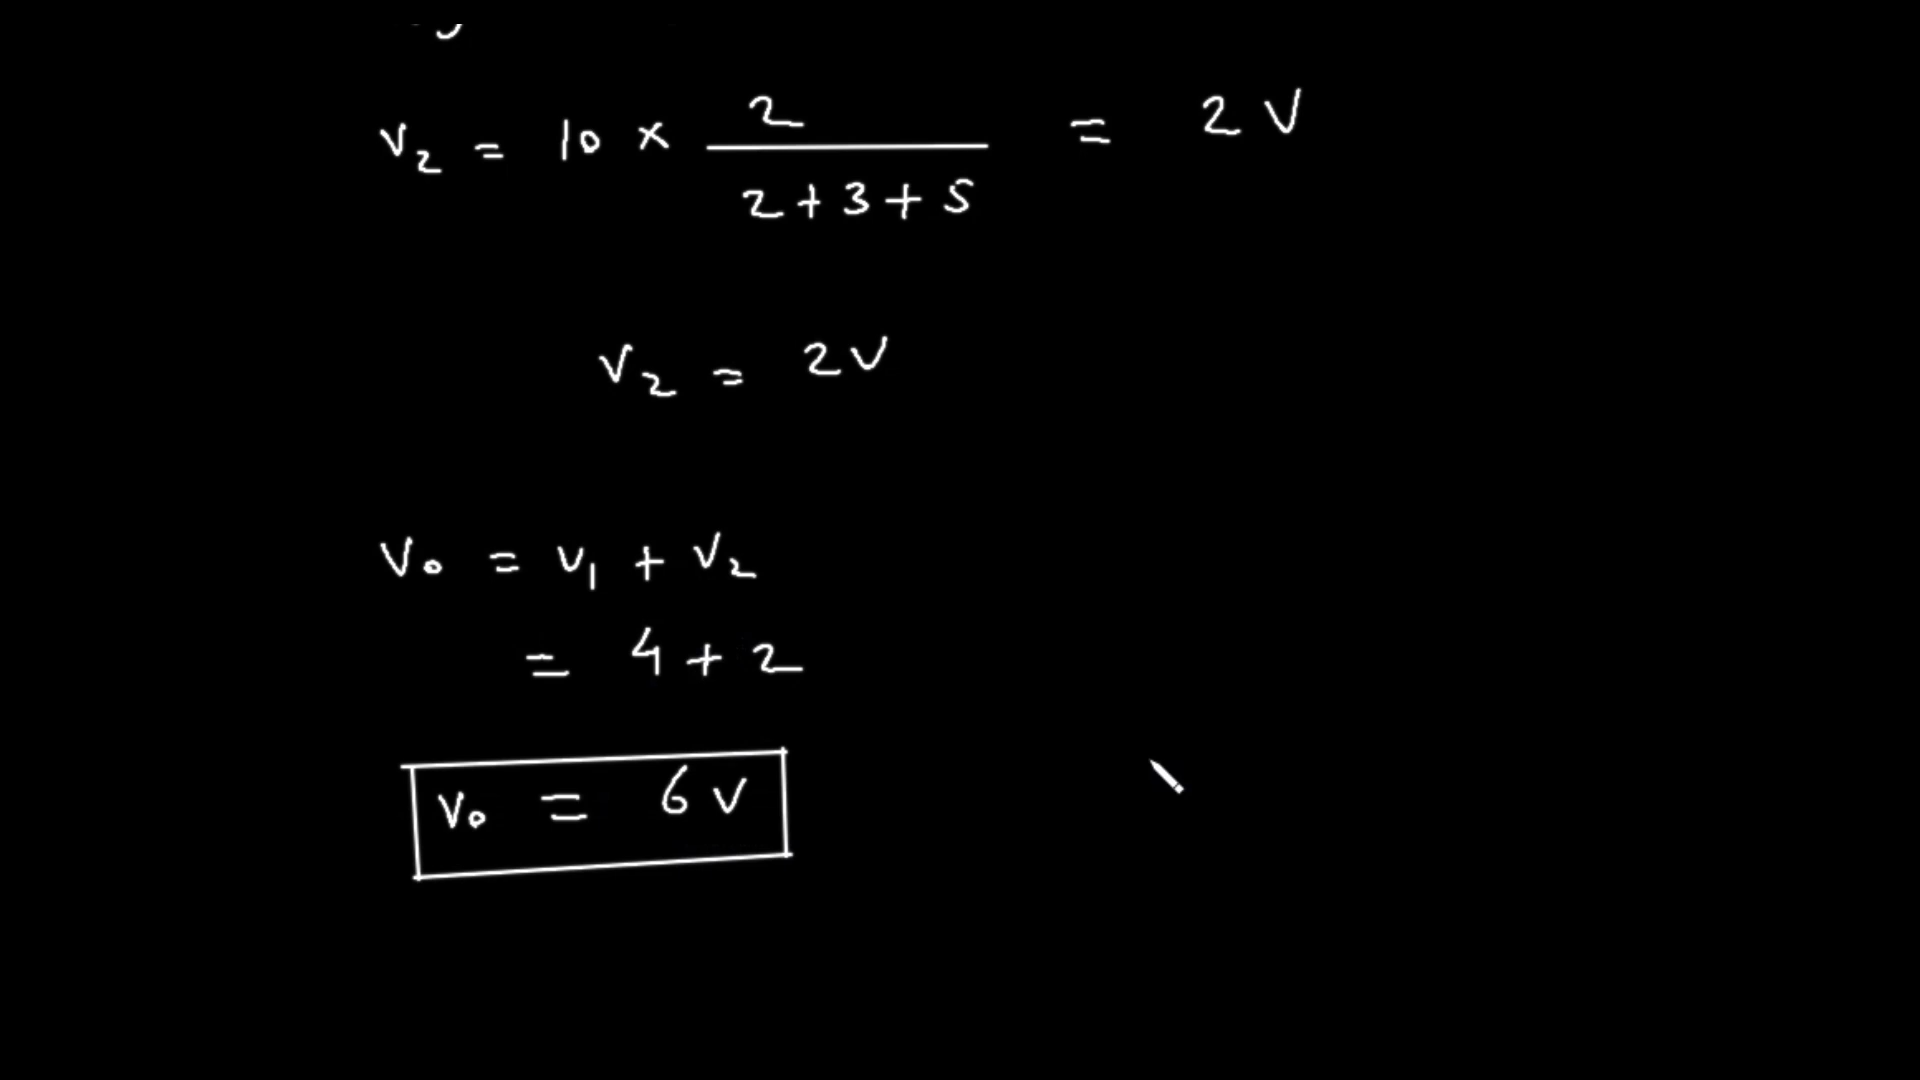 V₂ = 10 × 2 / (2+3+5) = 2 V
V₂ = 2V
V₀ = V₁ + V₂
= 4 + 2
V₀ = 6 V